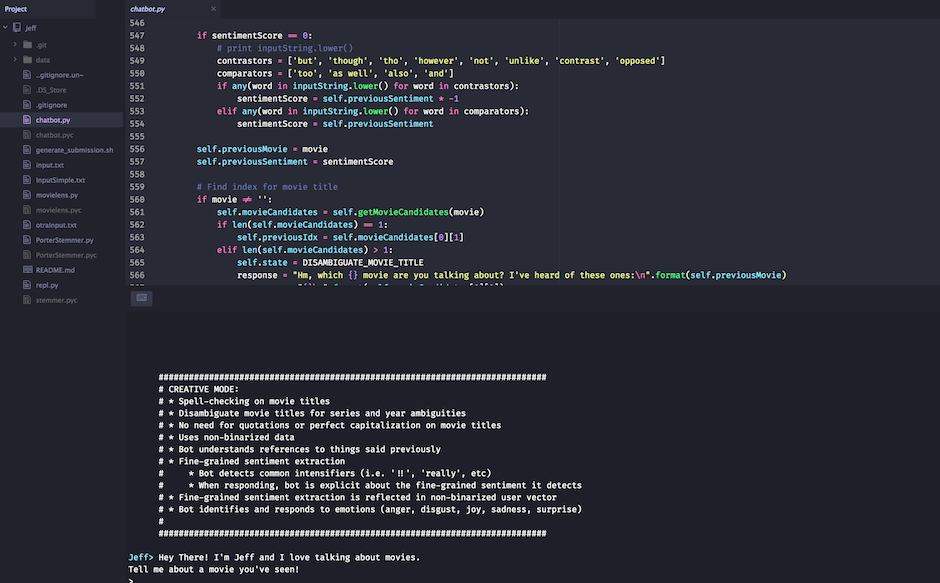 Project
jeff
.git
data
..gitignore.un~
.DS_Store
.gitignore
chatbot.py
chatbot.pyc
generate_submission.sh
input.txt
InputSimple.txt
movielens.py
movielens.pyc
otraInput.txt
PorterStemmer.py
PorterStemmer.pyc
README.md
repl.py
stemmer.pyc
chatbot.py ×
546
547 if sentimentScore == 0:
548 # print inputString.lower()
549 contrastors = ['but', 'though', 'tho', 'however', 'not', 'unlike', 'contrast', 'opposed']
550 comparators = ['too', 'as well', 'also', 'and']
551 if any(word in inputString.lower() for word in contrastors):
552 sentimentScore = self.previousSentiment * -1
553 elif any(word in inputString.lower() for word in comparators):
554 sentimentScore = self.previousSentiment
555
556 self.previousMovie = movie
557 self.previousSentiment = sentimentScore
558
559 # Find index for movie title
560 if movie ≠ '':
561 self.movieCandidates = self.getMovieCandidates(movie)
562 if len(self.movieCandidates) == 1:
563 self.previousIdx = self.movieCandidates[0][1]
564 elif len(self.movieCandidates) > 1:
565 self.state = DISAMBIGUATE_MOVIE_TITLE
566 response = "Hm, which {} movie are you talking about? I've heard of these ones:\n".format(self.previousMovie)
#############################################################################
# CREATIVE MODE:
# * Spell-checking on movie titles
# * Disambiguate movie titles for series and year ambiguities
# * No need for quotations or perfect capitalization on movie titles
# * Uses non-binarized data
# * Bot understands references to things said previously
# * Fine-grained sentiment extraction
# * Bot detects common intensifiers (i.e. '!!', 'really', etc)
# * When responding, bot is explicit about the fine-grained sentiment it detects
# * Fine-grained sentiment extraction is reflected in non-binarized user vector
# * Bot identifies and responds to emotions (anger, disgust, joy, sadness, surprise)
#
#############################################################################
Jeff> Hey There! I'm Jeff and I love talking about movies.
Tell me about a movie you've seen!
>